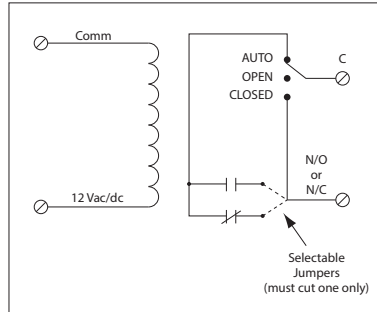 Comm
AUTO
C
OPEN
CLOSED
N/O
or
N/C
12 Vac/dc
Selectable
Jumpers
(must cut one only)